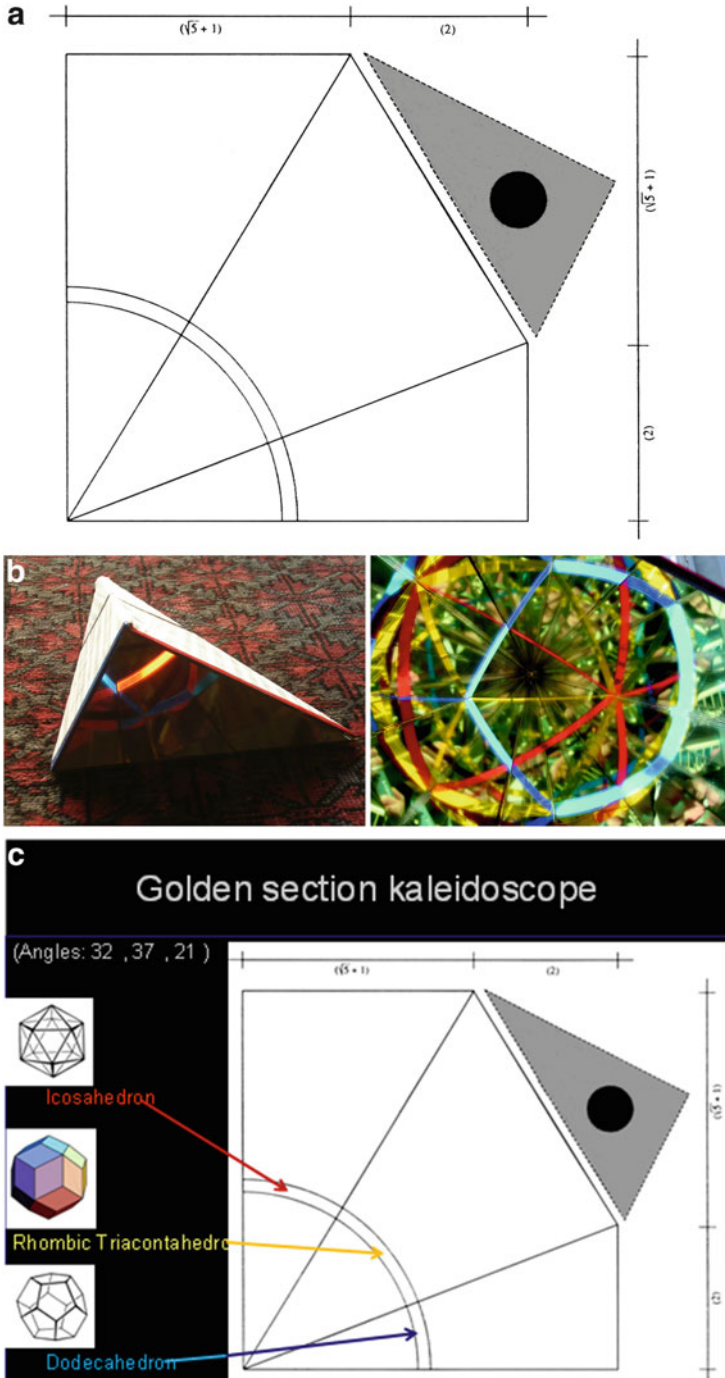 a
(√5 + 1)
(2)
(√5 + 1)
(2)
b
c
Golden section kaleidoscope
(Angles: 32 , 37 , 21 )
(√5 + 1)
(2)
(√5 + 1)
(2)
Icosahedron
Rhombic Triacontahedro
Dodecahedron